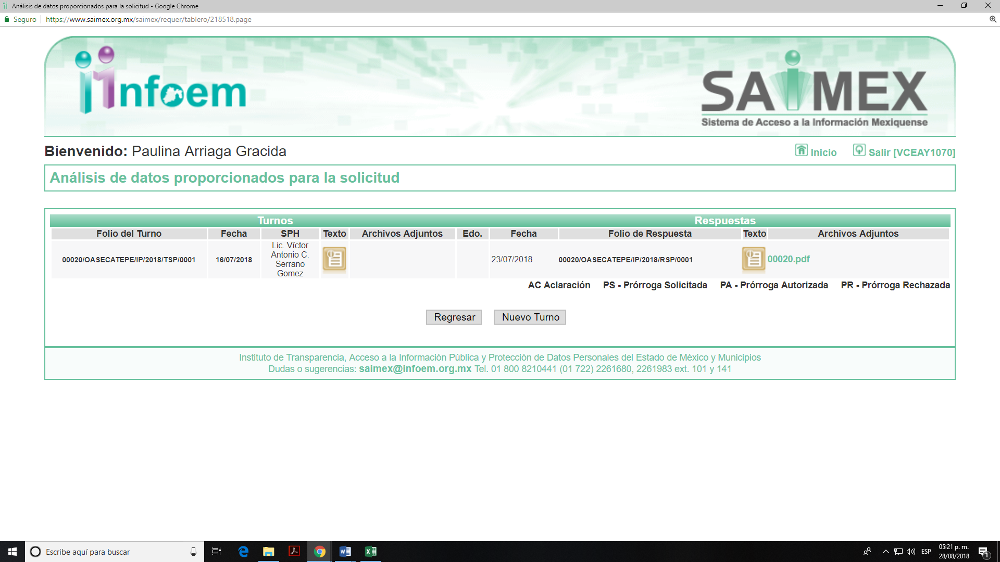 Análisis de datos proporcionados para la solicitud - Google Chrome
Seguro | https://www.saimex.org.mx/saimex/requer/tablero/218518.page
infoem
SAIMEX
Sistema de Acceso a la Información Mexiquense
Bienvenido: Paulina Arriaga Gracida
Inicio Salir [VCEAY1070]
Análisis de datos proporcionados para la solicitud
Turnos Respuestas
Folio del Turno Fecha SPH Texto Archivos Adjuntos Edo. Fecha Folio de Respuesta Texto Archivos Adjuntos
00020/OASECATEPE/IP/2018/TSP/0001 16/07/2018 Lic. Víctor Antonio C. Serrano Gomez 23/07/2018 00020/OASECATEPE/IP/2018/RSP/0001 00020.pdf
AC Aclaración PS - Prórroga Solicitada PA - Prórroga Autorizada PR - Prórroga Rechazada
Regresar Nuevo Turno
Instituto de Transparencia, Acceso a la Información Pública y Protección de Datos Personales del Estado de México y Municipios
Dudas o sugerencias: saimex@infoem.org.mx Tel. 01 800 8210441 (01 722) 2261680, 2261983 ext. 101 y 141
Escribe aquí para buscar
ESP
05:21 p. m.
28/08/2018
1